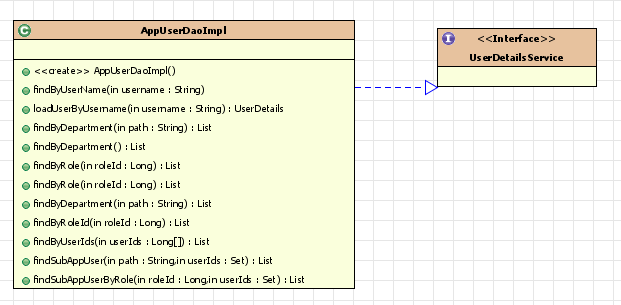 C
AppUserDaoImpl
<<create>> AppUserDaoImpl()
findByUserName(in username : String)
loadUserByUsername(in username : String) : UserDetails
findByDepartment(in path : String) : List
findByDepartment() : List
findByRole(in roleId : Long) : List
findByRole(in roleId : Long) : List
findByDepartment(in path : String) : List
findByRoleId(in roleId : Long) : List
findByUserIds(in userIds : Long[]) : List
findSubAppUser(in path : String,in userIds : Set) : List
findSubAppUserByRole(in roleId : Long,in userIds : Set) : List
I
<<Interface>>
UserDetailsService